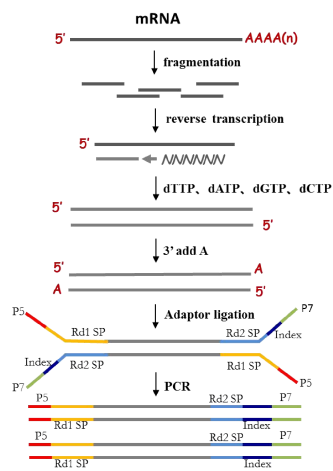 mRNA
5' AAAA(n)
fragmentation
reverse transcription
5'
dTTP、dATP、dGTP、dCTP
5'
5'
3' add A
5' A
A 5'
Adaptor ligation
P5 P7
Rd1 SP Rd2 SP
Index Index
Rd2 SP Rd1 SP
P7 P5
PCR
P5 Rd2 SP P7
Rd1 SP Index
P5 Rd2 SP P7
Rd1 SP Index